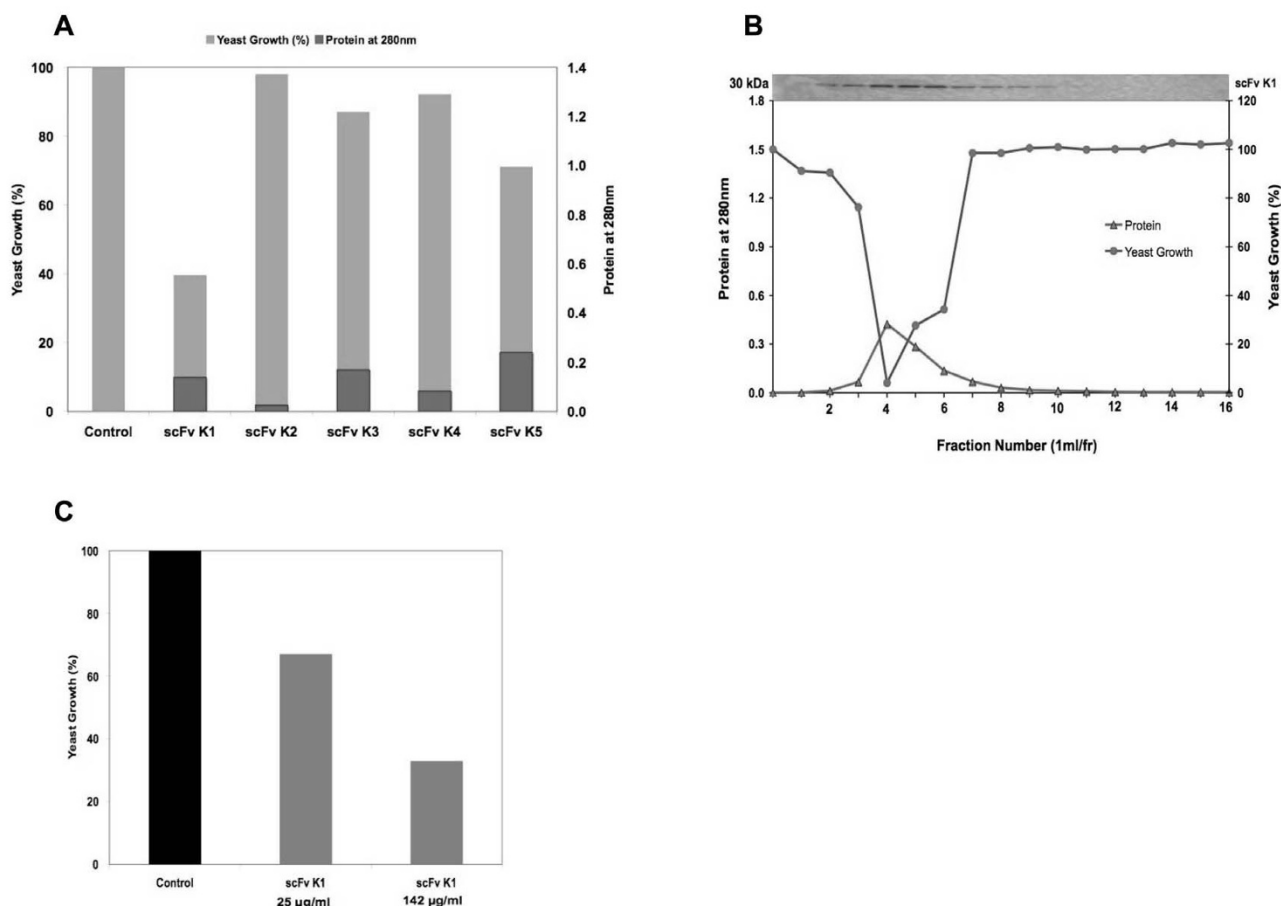 A
Yeast Growth (%) Protein at 280nm
100 1.4
80 1.2
1.0
60 0.8
40 0.6
0.4
20 0.2
0 0.0
Yeast Growth (%)
Protein at 280nm
Control scFv K1 scFv K2 scFv K3 scFv K4 scFv K5
B
30 kDa scFv K1
1.8 120
1.5 100
1.2 80
0.9 60
0.6 40
0.3 20
0.0 0
Protein at 280nm
Yeast Growth (%)
Protein
Yeast Growth
2 4 6 8 10 12 14 16
Fraction Number (1ml/fr)
C
100
80
60
40
20
0
Yeast Growth (%)
Control scFv K1 scFv K1
25 µg/ml 142 µg/ml